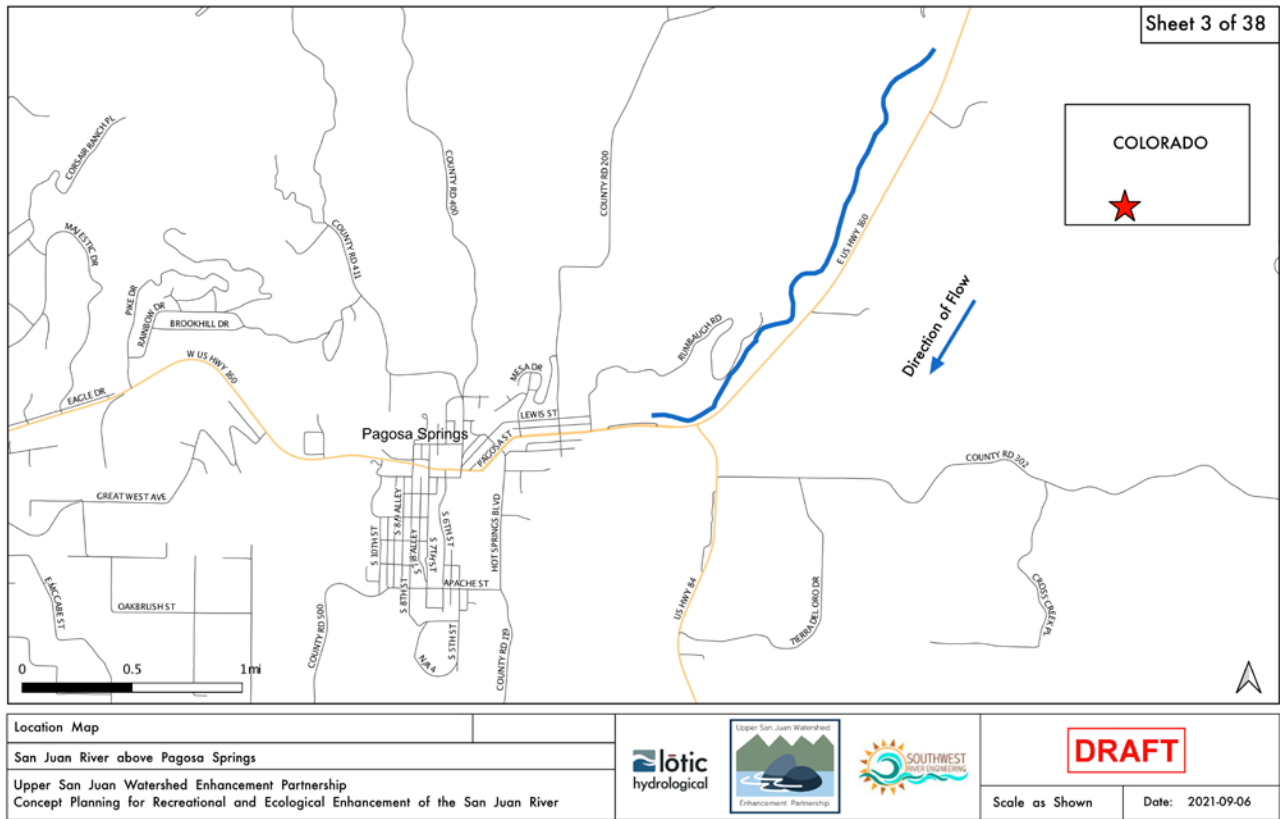 Sheet 3 of 38
COLORADO
CORSAIR RANCH PL
MAJESTIC DR
COUNTY RD 400
COUNTY RD 200
COUNTY RD 411
E US HWY 160
PIKE DR
RAINBOW DR
BROOKHILL DR
RUMBAUGH RD
Direction of Flow
W US HWY 160
MESA DR
EAGLE DR
LEWIS ST
Pagosa Springs
PAGOSA ST
COUNTY RD 302
GREAT WEST AVE
S 10TH ST
S 8/9 ALLEY
S 7/8 ALLEY
S 7TH ST
S 6TH ST
HOT SPRINGS BLVD
S 8TH ST
APACHE ST
E MCCABE ST
OAKBRUSH ST
US HWY 84
TIERRA DEL ORO DR
CROSS CREEK PL
COUNTY RD 500
N/A 4
S 5TH ST
COUNTY RD 119
0 0.5 1mi
Location Map
San Juan River above Pagosa Springs
Upper San Juan Watershed Enhancement Partnership
Concept Planning for Recreational and Ecological Enhancement of the San Juan River
lōtic
hydrological
Upper San Juan Watershed
Enhancement Partnership
SOUTHWEST
RIVER ENGINEERING
DRAFT
Scale as Shown
Date: 2021-09-06